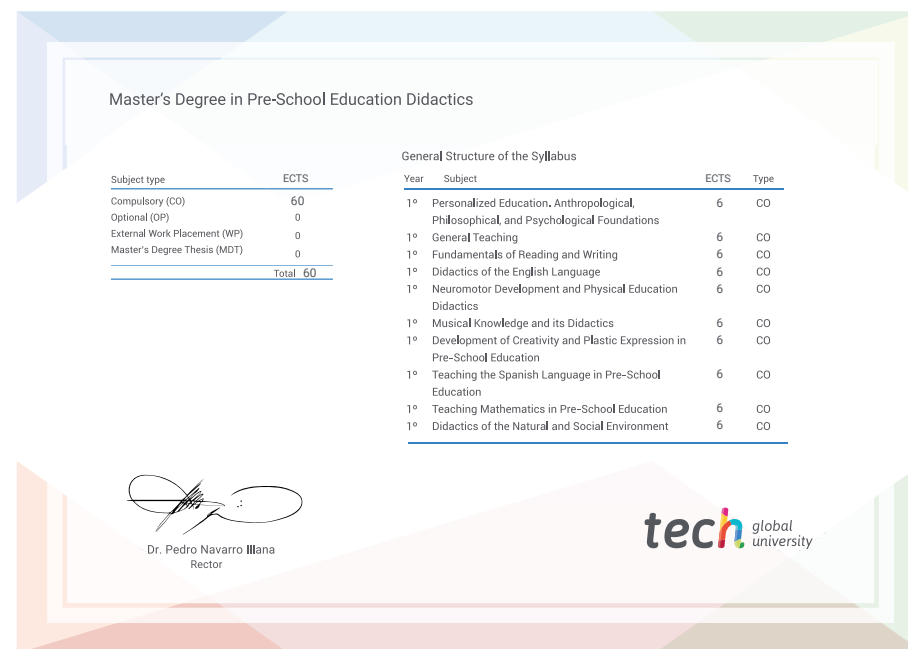 Master's Degree in Pre-School Education Didactics
Subject type ECTS
Compulsory (CO) 60
Optional (OP) 0
External Work Placement (WP) 0
Master's Degree Thesis (MDT) 0
Total 60
General Structure of the Syllabus
Year Subject ECTS Type
1º Personalized Education. Anthropological, 6 CO
Philosophical, and Psychological Foundations
1º General Teaching 6 CO
1º Fundamentals of Reading and Writing 6 CO
1º Didactics of the English Language 6 CO
1º Neuromotor Development and Physical Education 6 CO
Didactics
1º Musical Knowledge and its Didactics 6 CO
1º Development of Creativity and Plastic Expression in 6 CO
Pre-School Education
1º Teaching the Spanish Language in Pre-School 6 CO
Education
1º Teaching Mathematics in Pre-School Education 6 CO
1º Didactics of the Natural and Social Environment 6 CO
Dr. Pedro Navarro Illana
Rector
tech global
university